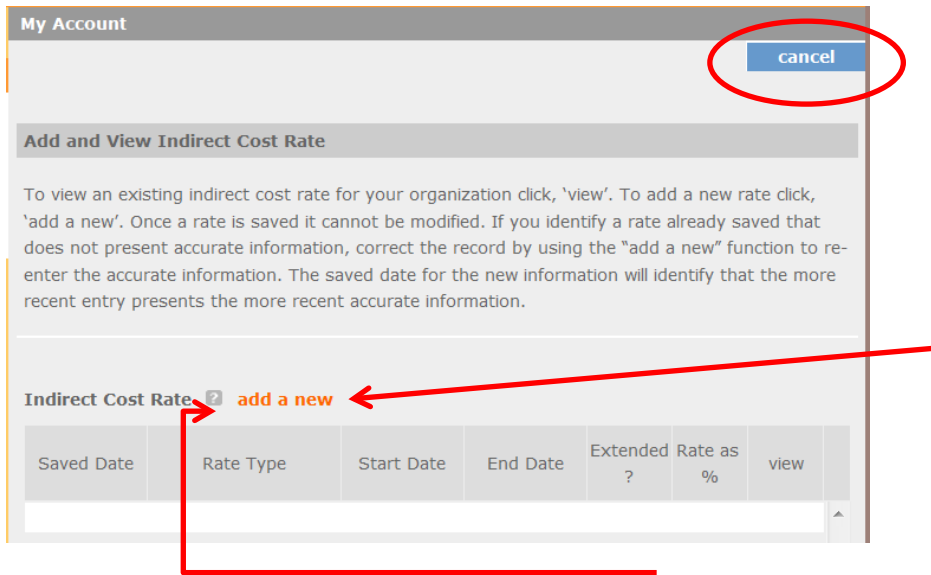 My Account
cancel
Add and View Indirect Cost Rate
To view an existing indirect cost rate for your organization click, ‘view’. To add a new rate click,
‘add a new’. Once a rate is saved it cannot be modified. If you identify a rate already saved that
does not present accurate information, correct the record by using the “add a new” function to re-
enter the accurate information. The saved date for the new information will identify that the more
recent entry presents the more recent accurate information.
Indirect Cost Rate ? add a new
Saved Date Rate Type Start Date End Date Extended ? Rate as % view